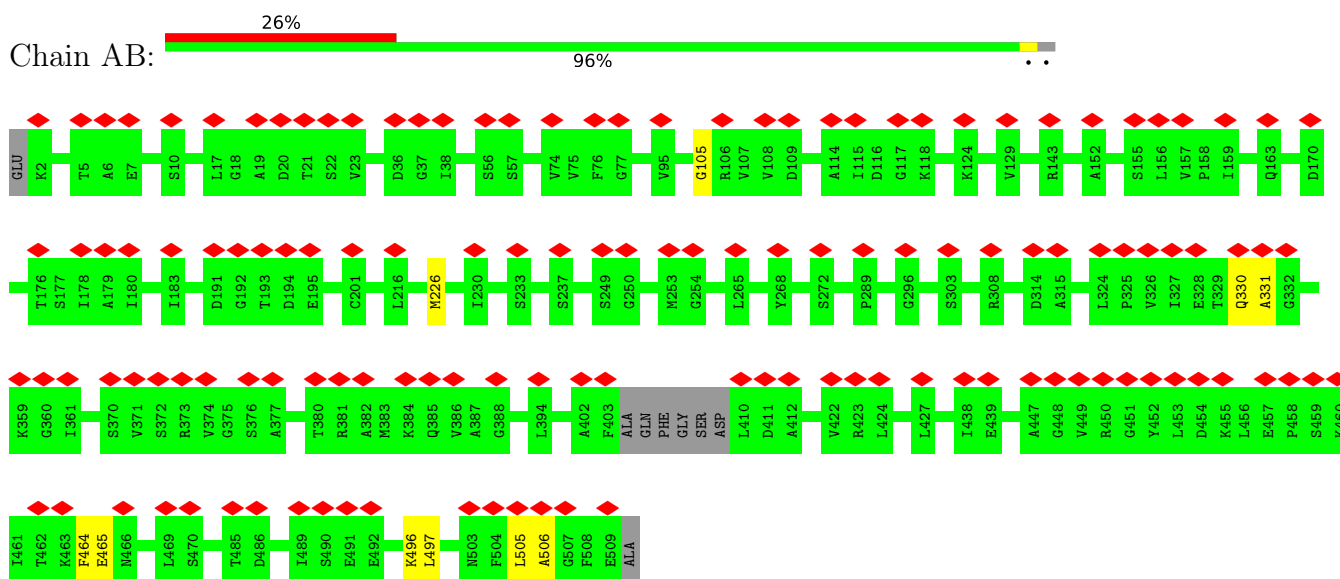 26%
Chain AB:
96%
• •
GLU K2 T5 A6 E7 S10 L17 G18 A19 D20 T21 S22 V23 D36 G37 I38 S56 S57 V74 V75 F76 G77 V95 G105 R106 V107 V108 D109 A114 I115 D116 G117 K118 K124 V129 R143 A152 S155 L156 V157 P158 I159 Q163 D170
T176 S177 I178 A179 I180 I183 D191 G192 T193 D194 E195 C201 L216 M226 I230 S233 S237 S249 G250 M253 G254 L265 Y268 S272 P289 G296 S303 R308 D314 A315 L324 P325 V326 I327 E328 T329 Q330 A331 G332
K359 G360 I361 S370 V371 S372 R373 V374 G375 S376 A377 T380 R381 A382 M383 K384 Q385 V386 A387 G388 L394 A402 F403 ALA GLN PHE GLY SER ASP L410 D411 A412 V422 R423 L424 L427 I438 E439 A447 G448 V449 R450 G451 Y452 L453 D454 K455 L456 E457 P458 S459 K460
I461 T462 K463 F464 E465 N466 L469 S470 T485 D486 I489 S490 E491 E492 K496 L497 N503 F504 L505 A506 G507 F508 E509 ALA